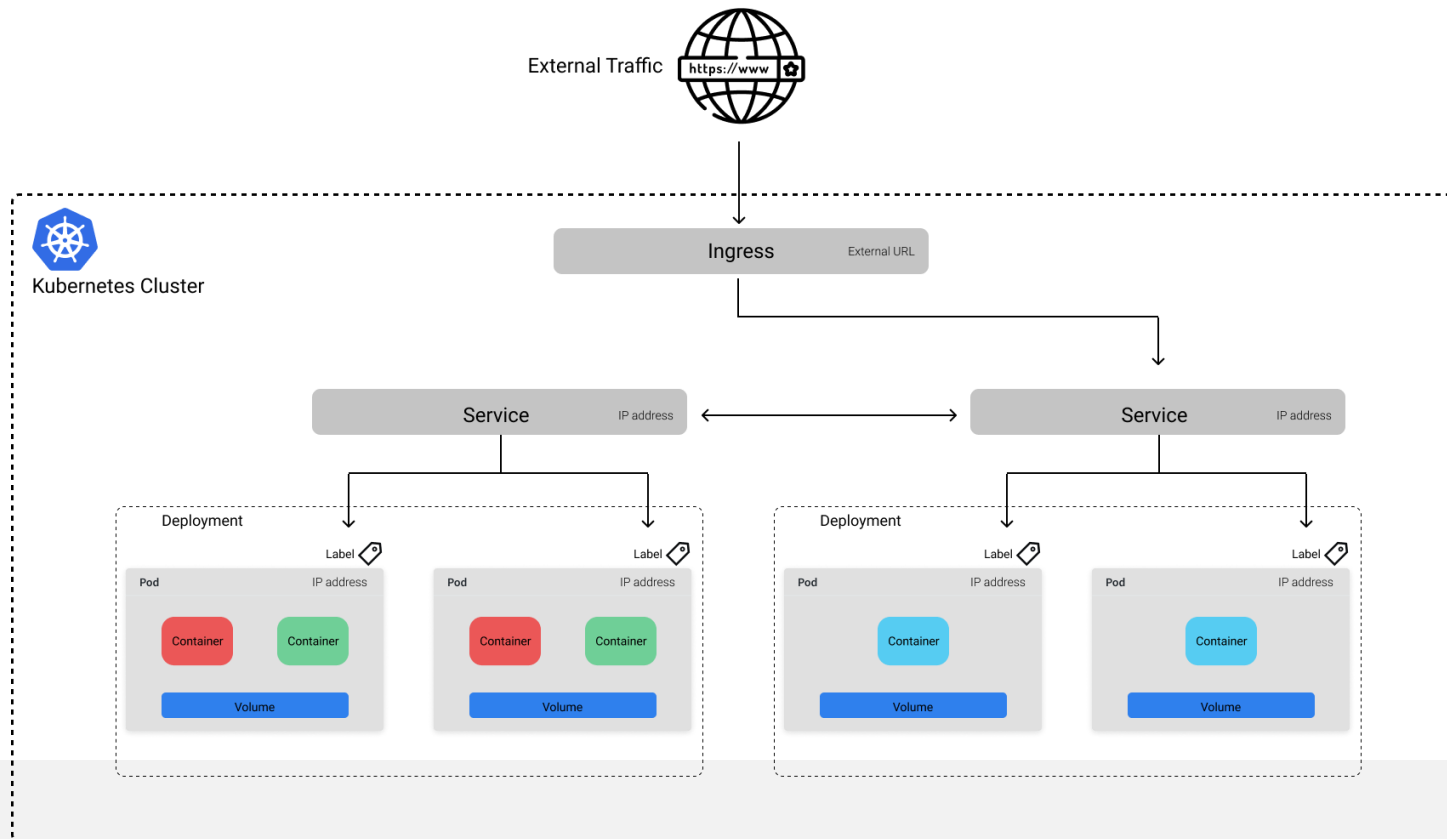 External Traffic
https://www
Ingress
External URL
Kubernetes Cluster
Service
IP address
Service
IP address
Deployment
Deployment
Label
Label
Label
Label
Pod
IP address
Pod
IP address
Pod
IP address
Pod
IP address
Container
Container
Container
Container
Container
Container
Volume
Volume
Volume
Volume